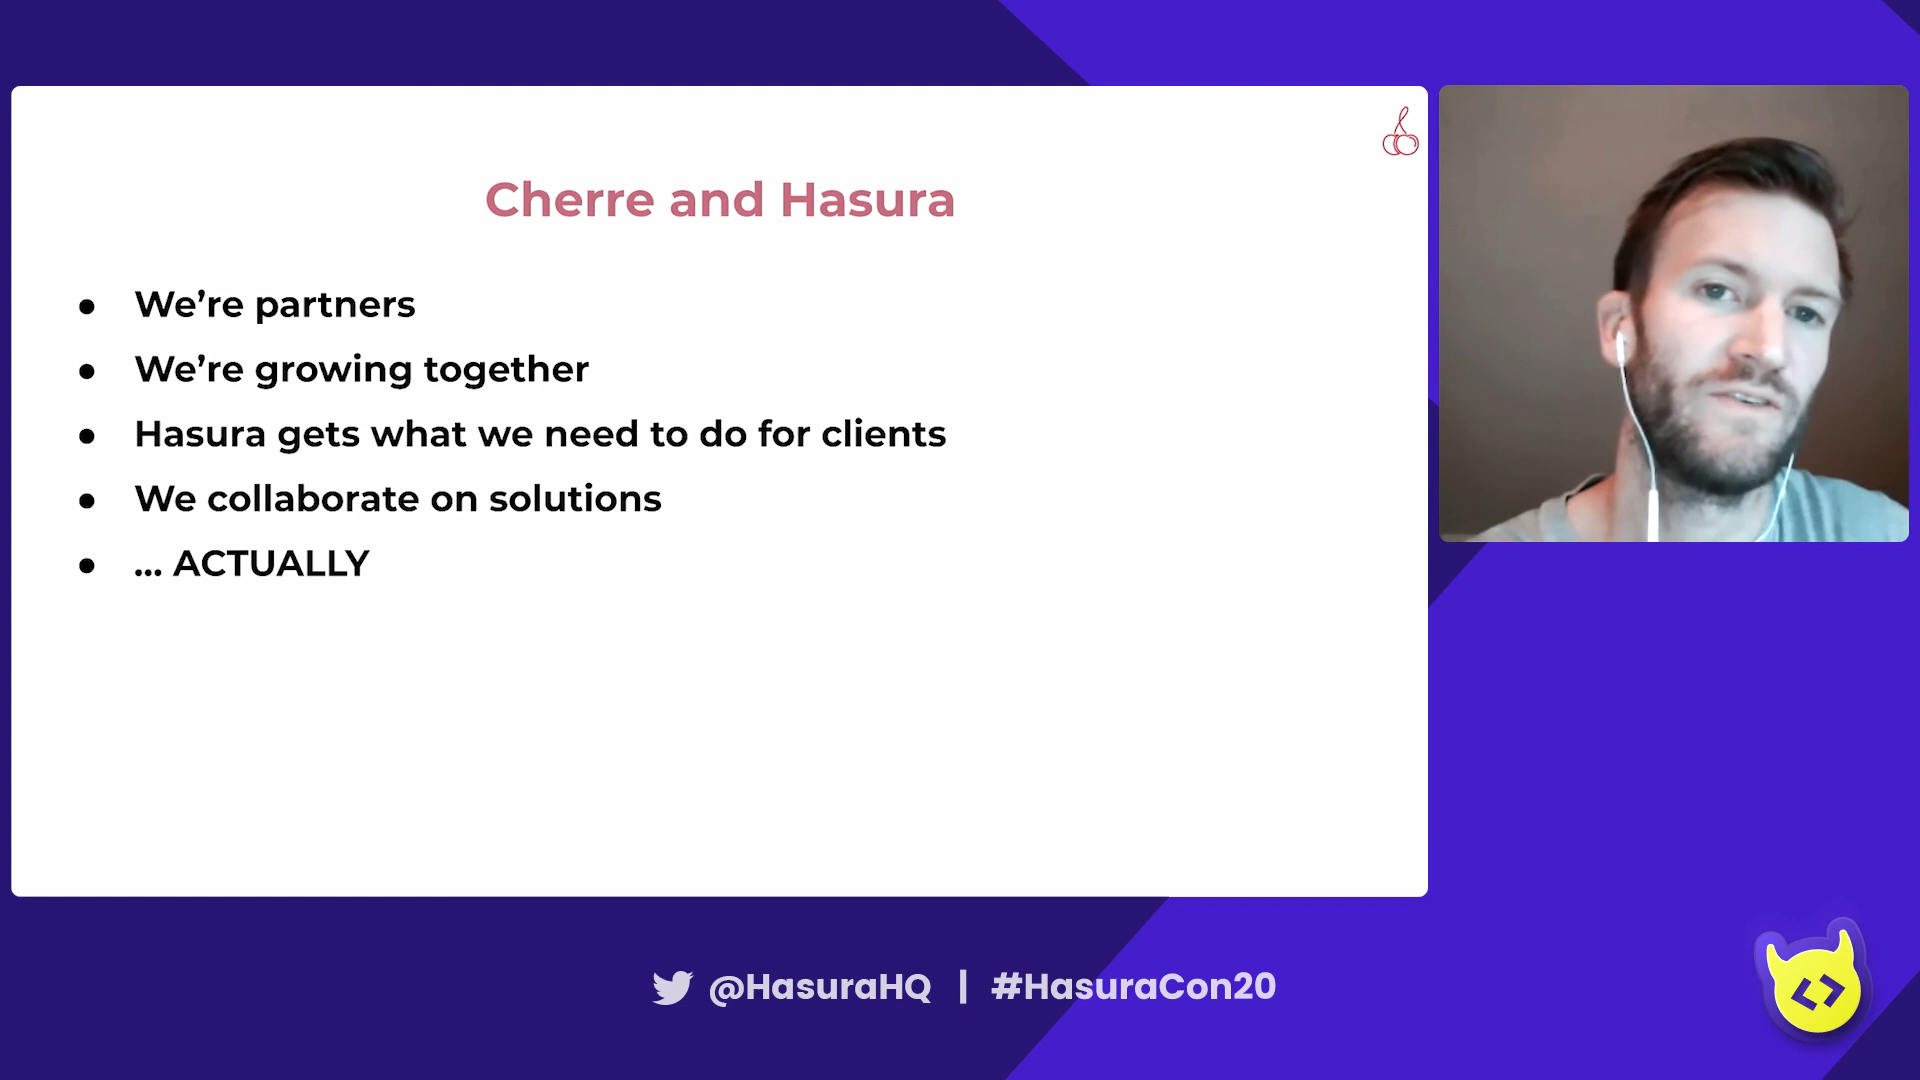 Cherre and Hasura
● We’re partners
● We’re growing together
● Hasura gets what we need to do for clients
● We collaborate on solutions
● ... ACTUALLY
@HasuraHQ | #HasuraCon20